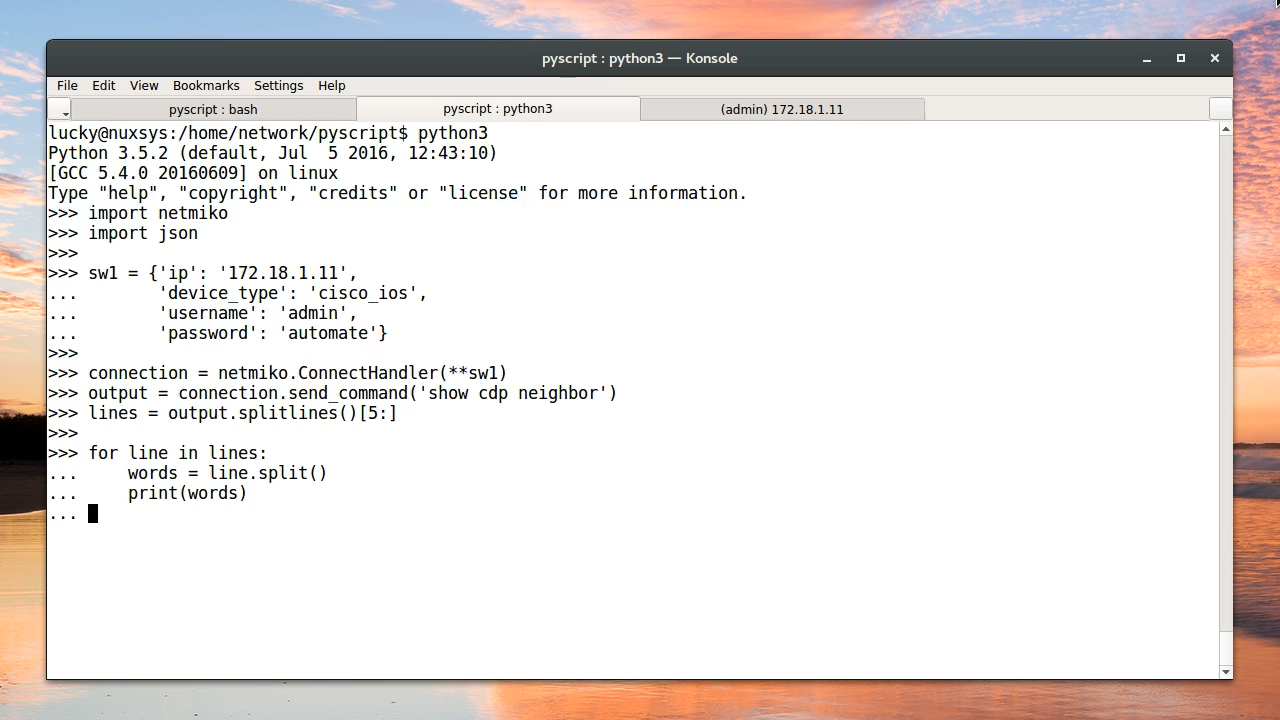 pyscript : python3 — Konsole
File Edit View Bookmarks Settings Help
pyscript : bash pyscript : python3 (admin) 172.18.1.11
lucky@nuxsys:/home/network/pyscript$ python3
Python 3.5.2 (default, Jul  5 2016, 12:43:10)
[GCC 5.4.0 20160609] on linux
Type "help", "copyright", "credits" or "license" for more information.
>>> import netmiko
>>> import json
>>>
>>> sw1 = {'ip': '172.18.1.11',
...        'device_type': 'cisco_ios',
...        'username': 'admin',
...        'password': 'automate'}
>>>
>>> connection = netmiko.ConnectHandler(**sw1)
>>> output = connection.send_command('show cdp neighbor')
>>> lines = output.splitlines()[5:]
>>>
>>> for line in lines:
...     words = line.split()
...     print(words)
...